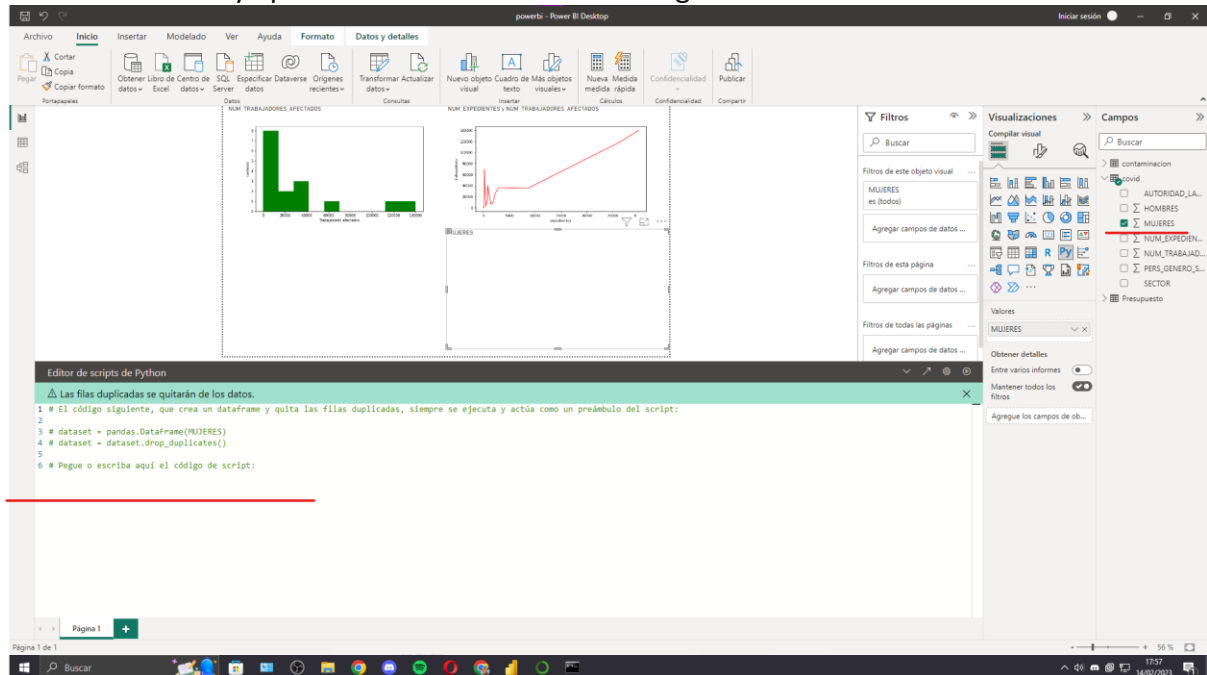 powerbi - Power BI Desktop
Iniciar sesión
Archivo Inicio Insertar Modelado Ver Ayuda Formato Datos y detalles
Pegar
Cortar
Copia
Copiar formato
Portapapeles
Obtener datos
Libro de Excel
Centro de datos
SQL Server
Especificar datos
Dataverse
Orígenes recientes
Datos
Transformar datos
Actualizar
Consultas
Nuevo objeto visual
Cuadro de texto
Más objetos visuales
Insertar
Nueva medida
Medida rápida
Cálculos
Confidencialidad
Confidencialidad
Publicar
Compartir
NUM_TRABAJADORES_AFECTADOS
NUM_EXPEDIENTES y NUM_TRABAJADORES_AFECTADOS
MUJERES
Filtros
Buscar
Filtros de este objeto visual
MUJERES
es (todos)
Agregar campos de datos ...
Filtros de esta página
Agregar campos de datos ...
Filtros de todas las páginas
Agregar campos de datos ...
Visualizaciones
Compilar visual
R Py
Valores
MUJERES
Obtener detalles
Entre varios informes
Mantener todos los filtros
Agregue los campos de ob...
Campos
Buscar
contaminacion
covid
AUTORIDAD_LA...
HOMBRES
MUJERES
NUM_EXPEDIEN...
NUM_TRABAJAD...
PERS_GENERO_S...
SECTOR
Presupuesto
Editor de scripts de Python
Las filas duplicadas se quitarán de los datos.
1 # El código siguiente, que crea un dataframe y quita las filas duplicadas, siempre se ejecuta y actúa como un preámbulo del script:
2
3 # dataset = pandas.DataFrame(MUJERES)
4 # dataset = dataset.drop_duplicates()
5
6 # Pegue o escriba aquí el código de script:
Página 1
Página 1 de 1
56 %
Buscar
17:57
14/02/2023